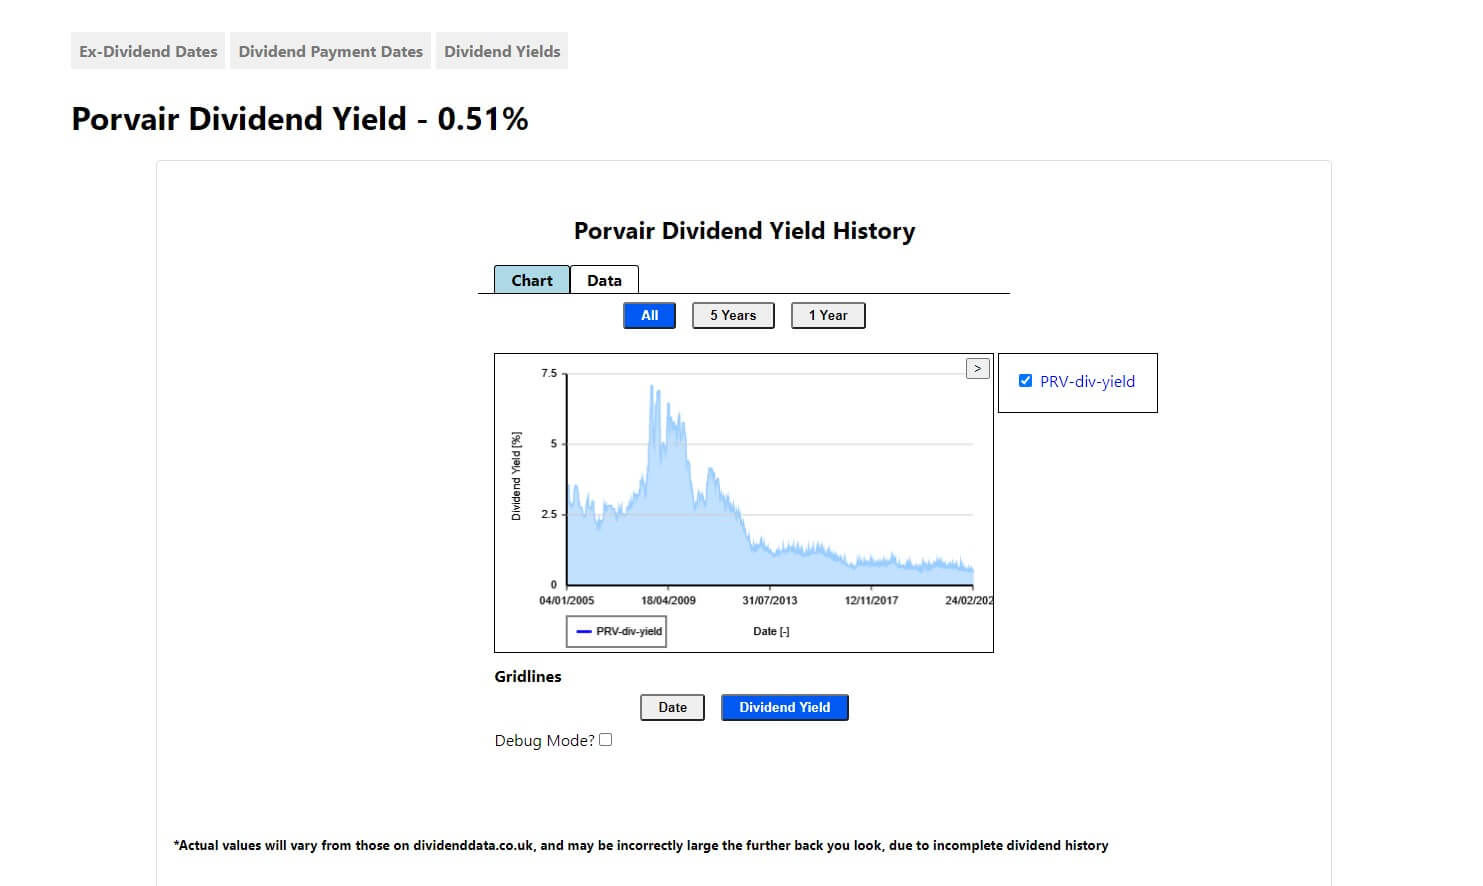 Ex-Dividend Dates Dividend Payment Dates Dividend Yields
Porvair Dividend Yield - 0.51%
Porvair Dividend Yield History
Chart Data
All 5 Years 1 Year
>
PRV-div-yield
7.5
5
2.5
0
Dividend Yield [%]
04/01/2005 18/04/2009 31/07/2013 12/11/2017 24/02/202
PRV-div-yield
Date [-]
Gridlines
Date Dividend Yield
Debug Mode?
*Actual values will vary from those on dividenddata.co.uk, and may be incorrectly large the further back you look, due to incomplete dividend history